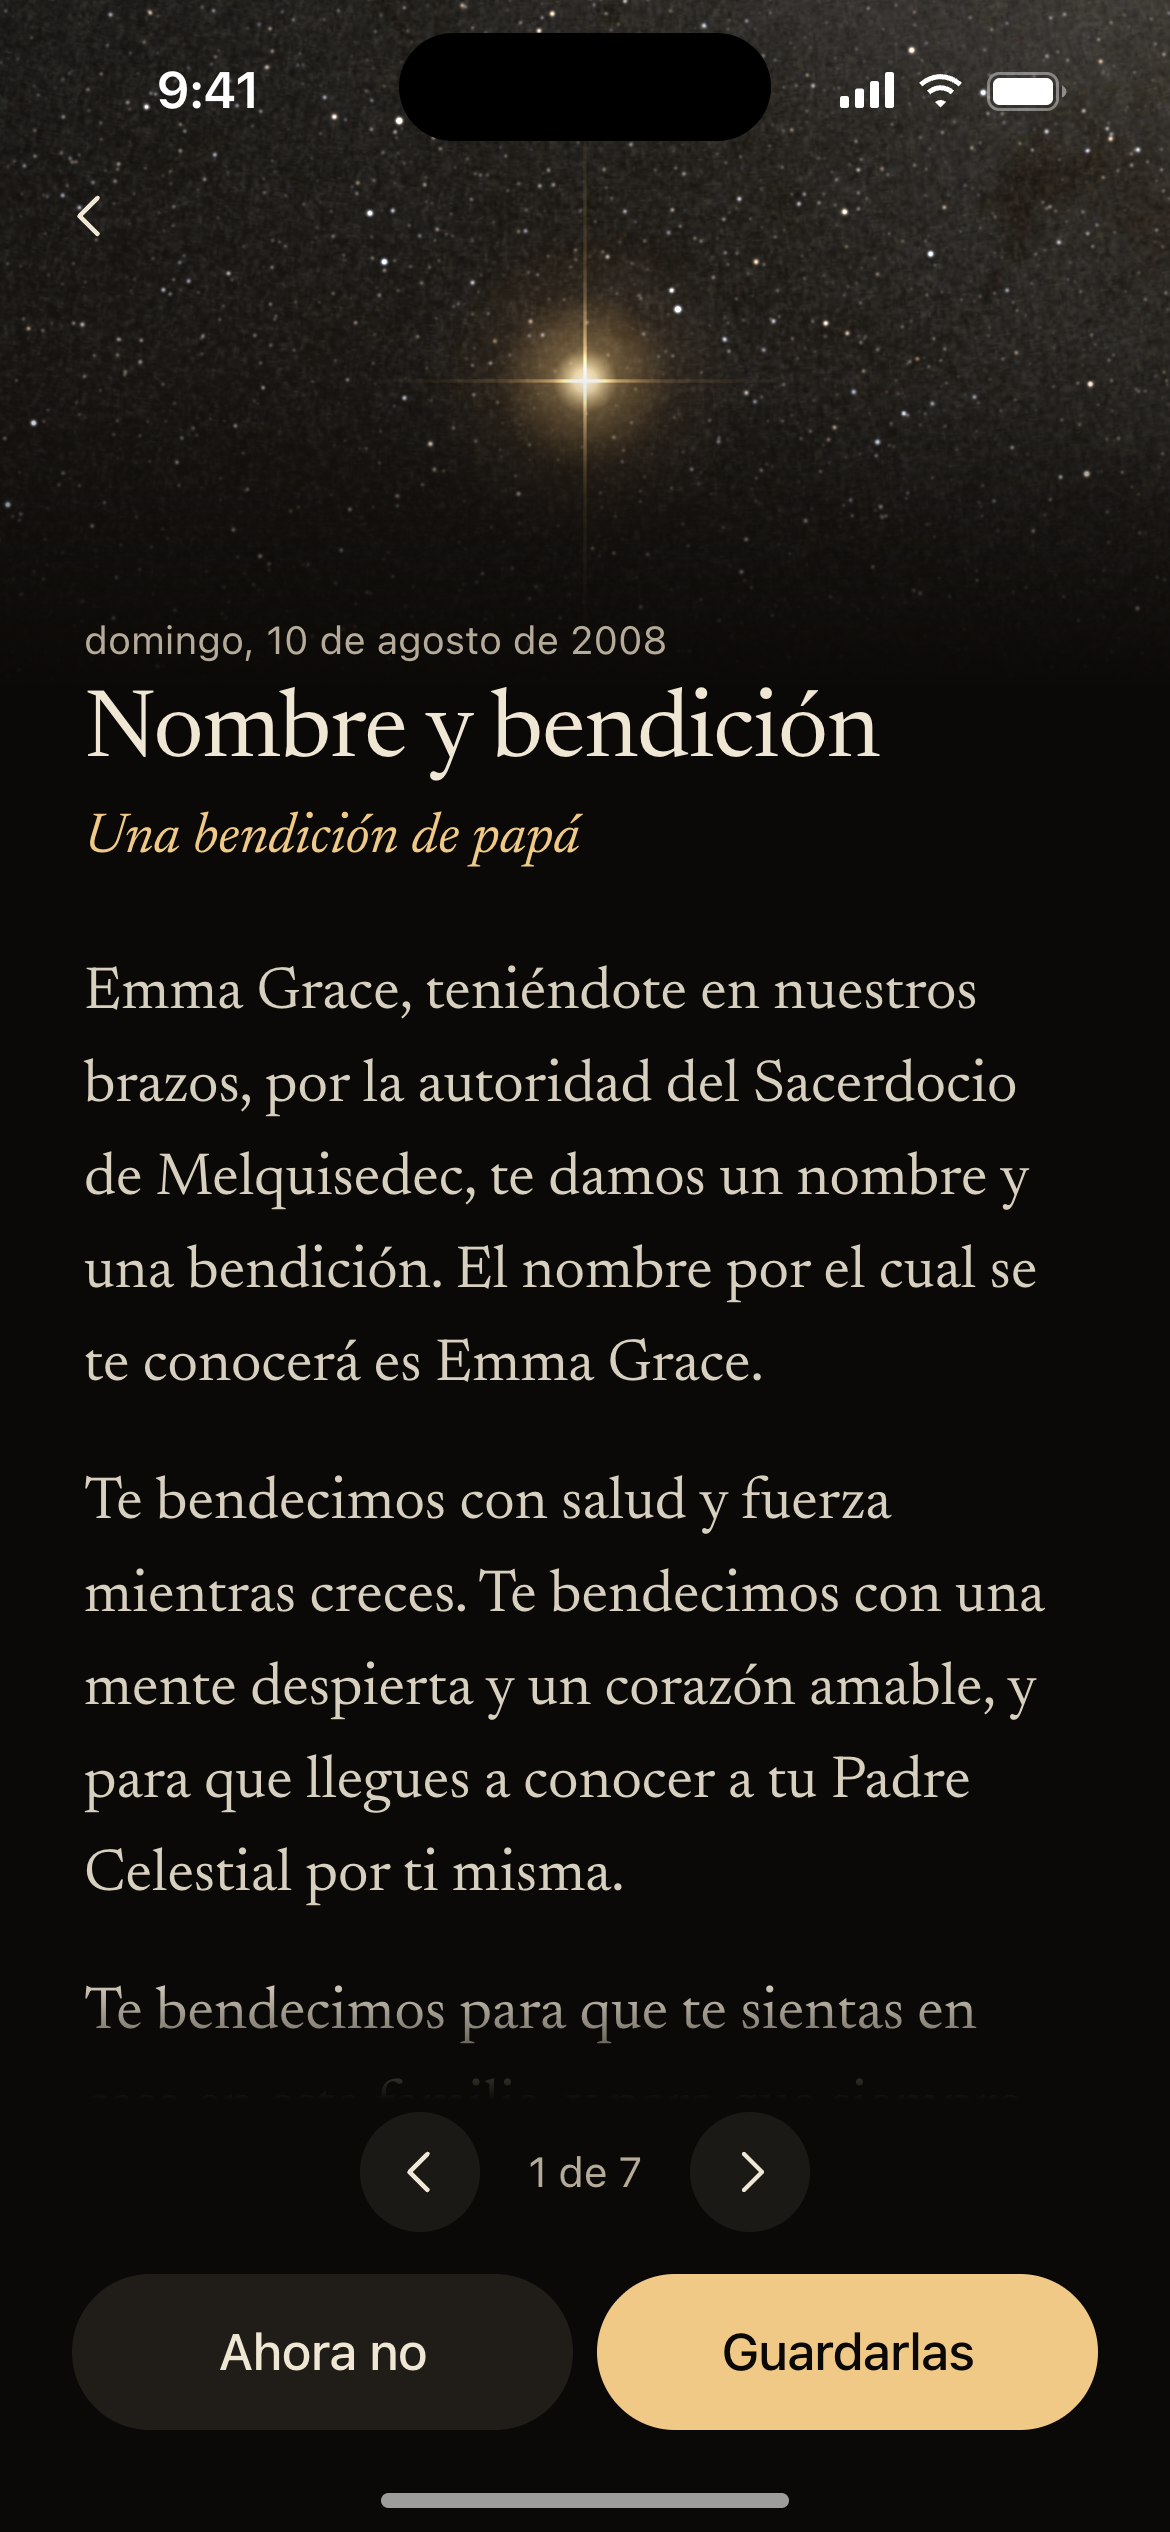 9:41
domingo, 10 de agosto de 2008
Nombre y bendición
Una bendición de papá
Emma Grace, teniéndote en nuestros
brazos, por la autoridad del Sacerdocio
de Melquisedec, te damos un nombre y
una bendición. El nombre por el cual se
te conocerá es Emma Grace.
Te bendecimos con salud y fuerza
mientras creces. Te bendecimos con una
mente despierta y un corazón amable, y
para que llegues a conocer a tu Padre
Celestial por ti misma.
Te bendecimos para que te sientas en
1 de 7
Ahora no
Guardarlas